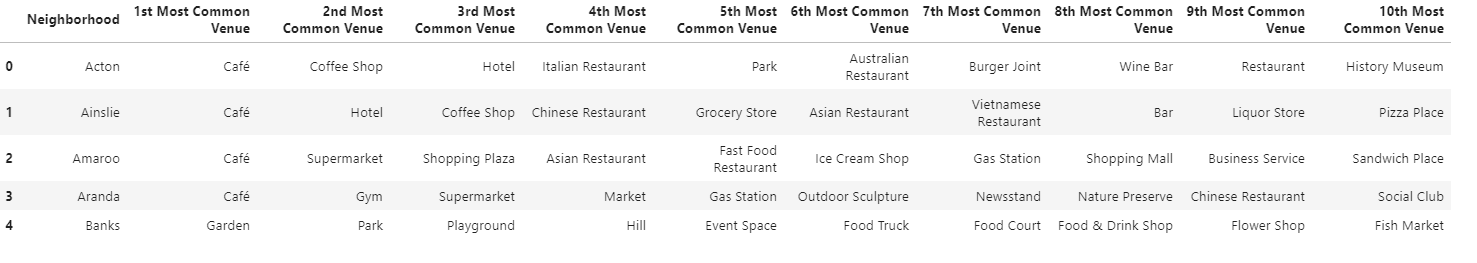 Neighborhood 1st Most Common Venue 2nd Most Common Venue 3rd Most Common Venue 4th Most Common Venue 5th Most Common Venue 6th Most Common Venue 7th Most Common Venue 8th Most Common Venue 9th Most Common Venue 10th Most Common Venue
0 Acton Café Coffee Shop Hotel Italian Restaurant Park Australian Restaurant Burger Joint Wine Bar Restaurant History Museum
1 Ainslie Café Hotel Coffee Shop Chinese Restaurant Grocery Store Asian Restaurant Vietnamese Restaurant Bar Liquor Store Pizza Place
2 Amaroo Café Supermarket Shopping Plaza Asian Restaurant Fast Food Restaurant Ice Cream Shop Gas Station Shopping Mall Business Service Sandwich Place
3 Aranda Café Gym Supermarket Market Gas Station Outdoor Sculpture Newsstand Nature Preserve Chinese Restaurant Social Club
4 Banks Garden Park Playground Hill Event Space Food Truck Food Court Food & Drink Shop Flower Shop Fish Market